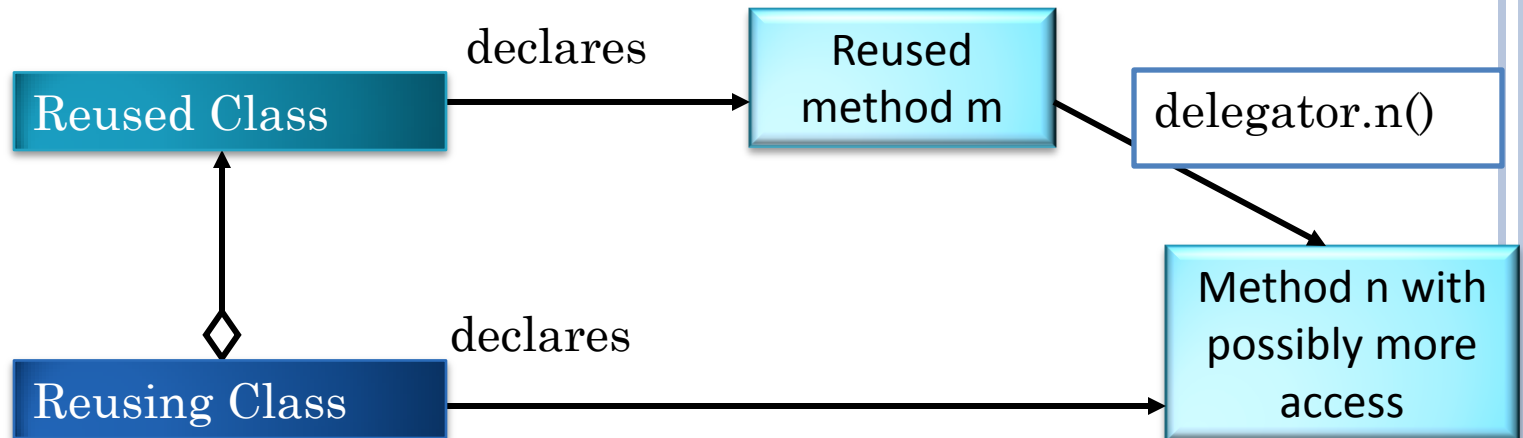 declares
Reused
method m
Reused Class
delegator.n()
Method n with
possibly more
access
declares
Reusing Class